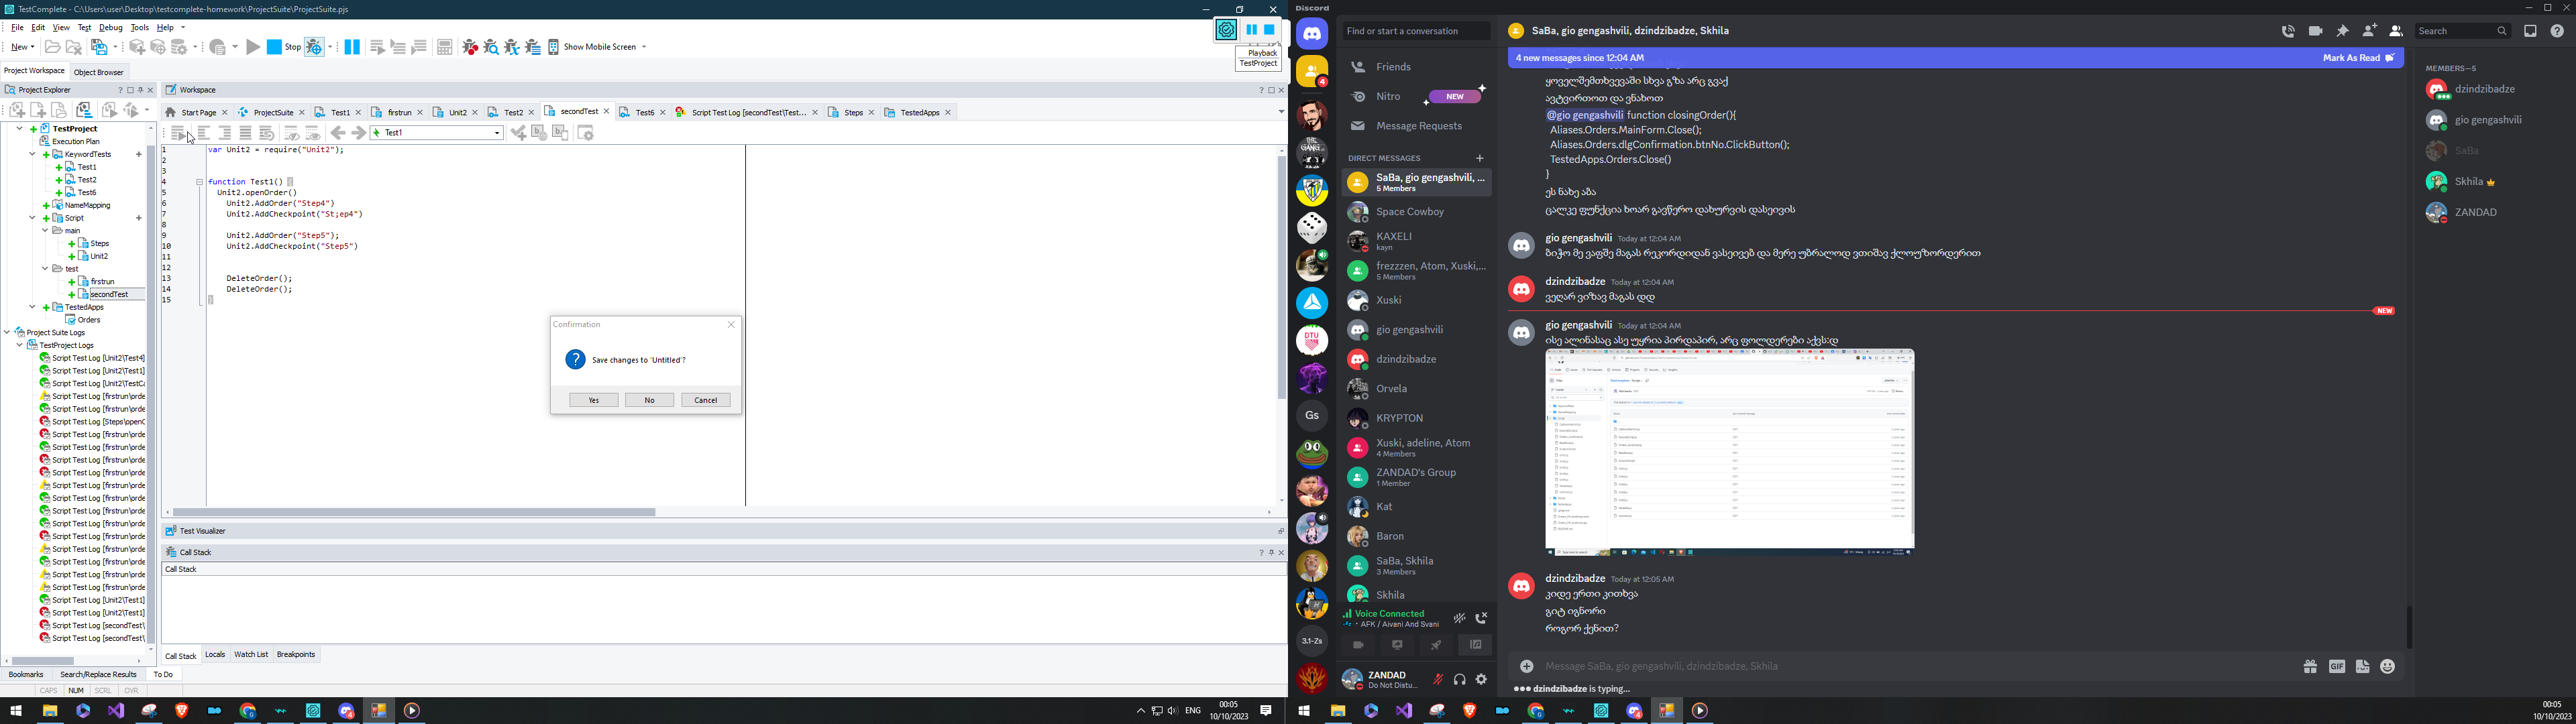 TestComplete - C:\Users\user\Desktop\testcomplete-homework\ProjectSuite\ProjectSuite.pjs
File Edit View Test Debug Tools Help
New
Stop
Show Mobile Screen
Playback
TestProject
Project Workspace Object Browser
Project Explorer
TestProject
Execution Plan
KeywordTests
Test1
Test2
Test6
NameMapping
Script
main
Steps
Unit2
test
firstrun
secondTest
TestedApps
Orders
Project Suite Logs
TestProject Logs
Script Test Log [Unit2\Test4]
Script Test Log [Unit2\Test1]
Script Test Log [Unit2\TestCa
Script Test Log [firstrun\orde
Script Test Log [firstrun\orde
Script Test Log [Steps\openO
Script Test Log [firstrun\orde
Script Test Log [firstrun\orde
Script Test Log [firstrun\orde
Script Test Log [firstrun\orde
Script Test Log [firstrun\orde
Script Test Log [firstrun\orde
Script Test Log [firstrun\orde
Script Test Log [firstrun\orde
Script Test Log [firstrun\orde
Script Test Log [firstrun\orde
Script Test Log [firstrun\orde
Script Test Log [firstrun\orde
Script Test Log [firstrun\orde
Script Test Log [Unit2\Test1]
Script Test Log [Unit2\Test1]
Script Test Log [secondTest\
Script Test Log [secondTest\
Bookmarks Search/Replace Results To Do
CAPS NUM SCRL OVR
Workspace
Start Page ProjectSuite Test1 firstrun Unit2 Test2 secondTest Test6 Script Test Log [secondTest\Test... Steps TestedApps
Test1
1 var Unit2 = require("Unit2");
2
3
4 function Test1() {
5 Unit2.openOrder()
6 Unit2.AddOrder("Step4")
7 Unit2.AddCheckpoint("St;ep4")
8
9 Unit2.AddOrder("Step5");
10 Unit2.AddCheckpoint("Step5")
11
12
13 DeleteOrder();
14 DeleteOrder();
15 }
Confirmation
Save changes to 'Untitled'?
Yes No Cancel
Test Visualizer
Call Stack
Call Stack
Call Stack Locals Watch List Breakpoints
ENG
00:05
10/10/2023
Discord
Gs
3.1-Zs
4
Find or start a conversation
Friends
Nitro NEW
Message Requests
DIRECT MESSAGES
SaBa, gio gengashvili, ...
5 Members
Space Cowboy
KAXELI
kayn
frezzzen, Atom, Xuski,...
5 Members
Xuski
gio gengashvili
dzindzibadze
Orvela
KRYPTON
Xuski, adeline, Atom
4 Members
ZANDAD's Group
1 Member
Kat
Baron
SaBa, Skhila
3 Members
Skhila
Voice Connected
AFK / Aivani And Svani
ZANDAD
Do Not Distu...
SaBa, gio gengashvili, dzindzibadze, Skhila
Search
4 new messages since 12:04 AM
Mark As Read
ყოველშემთხვევაში სხვა გზა არც გვაქ
ავტვირთოთ და ვნახოთ
@gio gengashvili function closingOrder(){
Aliases.Orders.MainForm.Close();
Aliases.Orders.dlgConfirmation.btnNo.ClickButton();
TestedApps.Orders.Close()
}
ეს ნახე აბა
ცალკე ფუნქცია ხოარ გავწერო დახურვის დასეივის
gio gengashvili Today at 12:04 AM
ბიჭო მე ვაფშე მაგას რეკორდიდან ვასეივებ და მერე უბრალოდ ვთიშავ ქლოუზორდერით
dzindzibadze Today at 12:04 AM
ვეღარ ვიზავ მაგას დდ
NEW
gio gengashvili Today at 12:04 AM
ისე ალინასაც ასე უყრია პირდაპირ, არც ფოლდერები აქვს:დ
dzindzibadze Today at 12:05 AM
კიდე ერთი კითხვა
გიტ იგნორი
როგორ ქენით?
Message SaBa, gio gengashvili, dzindzibadze, Skhila
GIF
dzindzibadze is typing...
MEMBERS—5
dzindzibadze
gio gengashvili
SaBa
Skhila
ZANDAD
00:05
10/10/2023